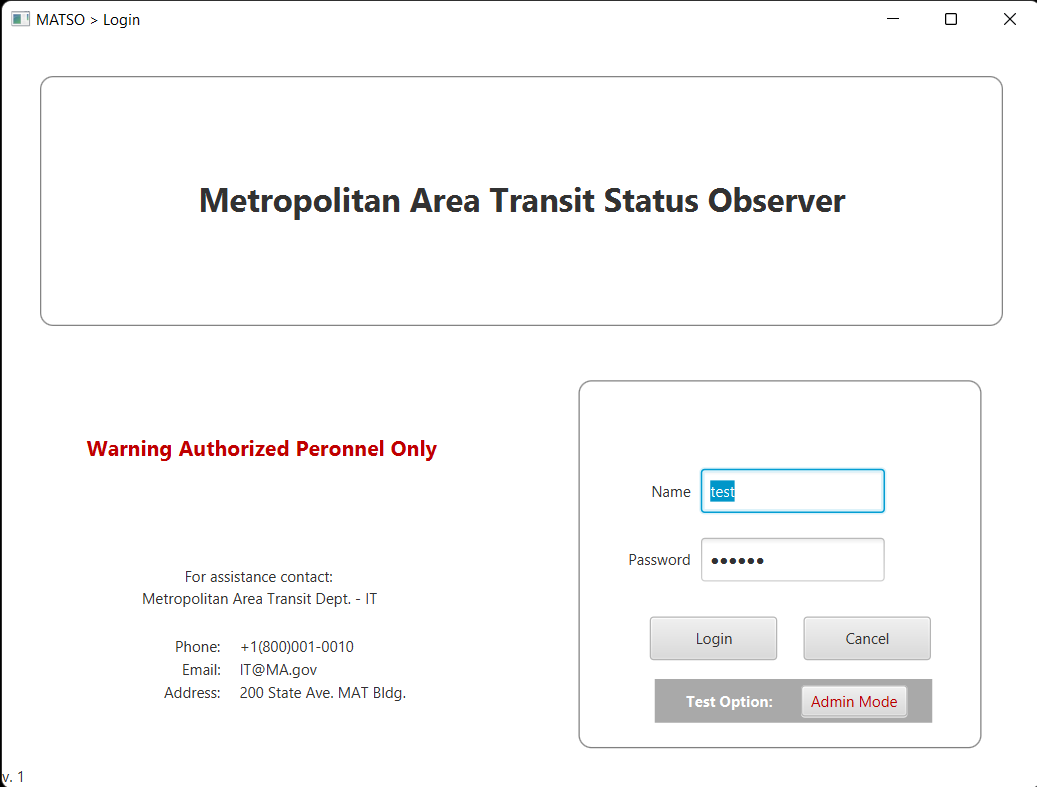 MATSO > Login
Metropolitan Area Transit Status Observer
Warning Authorized Peronnel Only
For assistance contact:
Metropolitan Area Transit Dept. - IT
Phone: +1(800)001-0010
Email: IT@MA.gov
Address: 200 State Ave. MAT Bldg.
Name test
Password ••••••
Login Cancel
Test Option: Admin Mode
v. 1